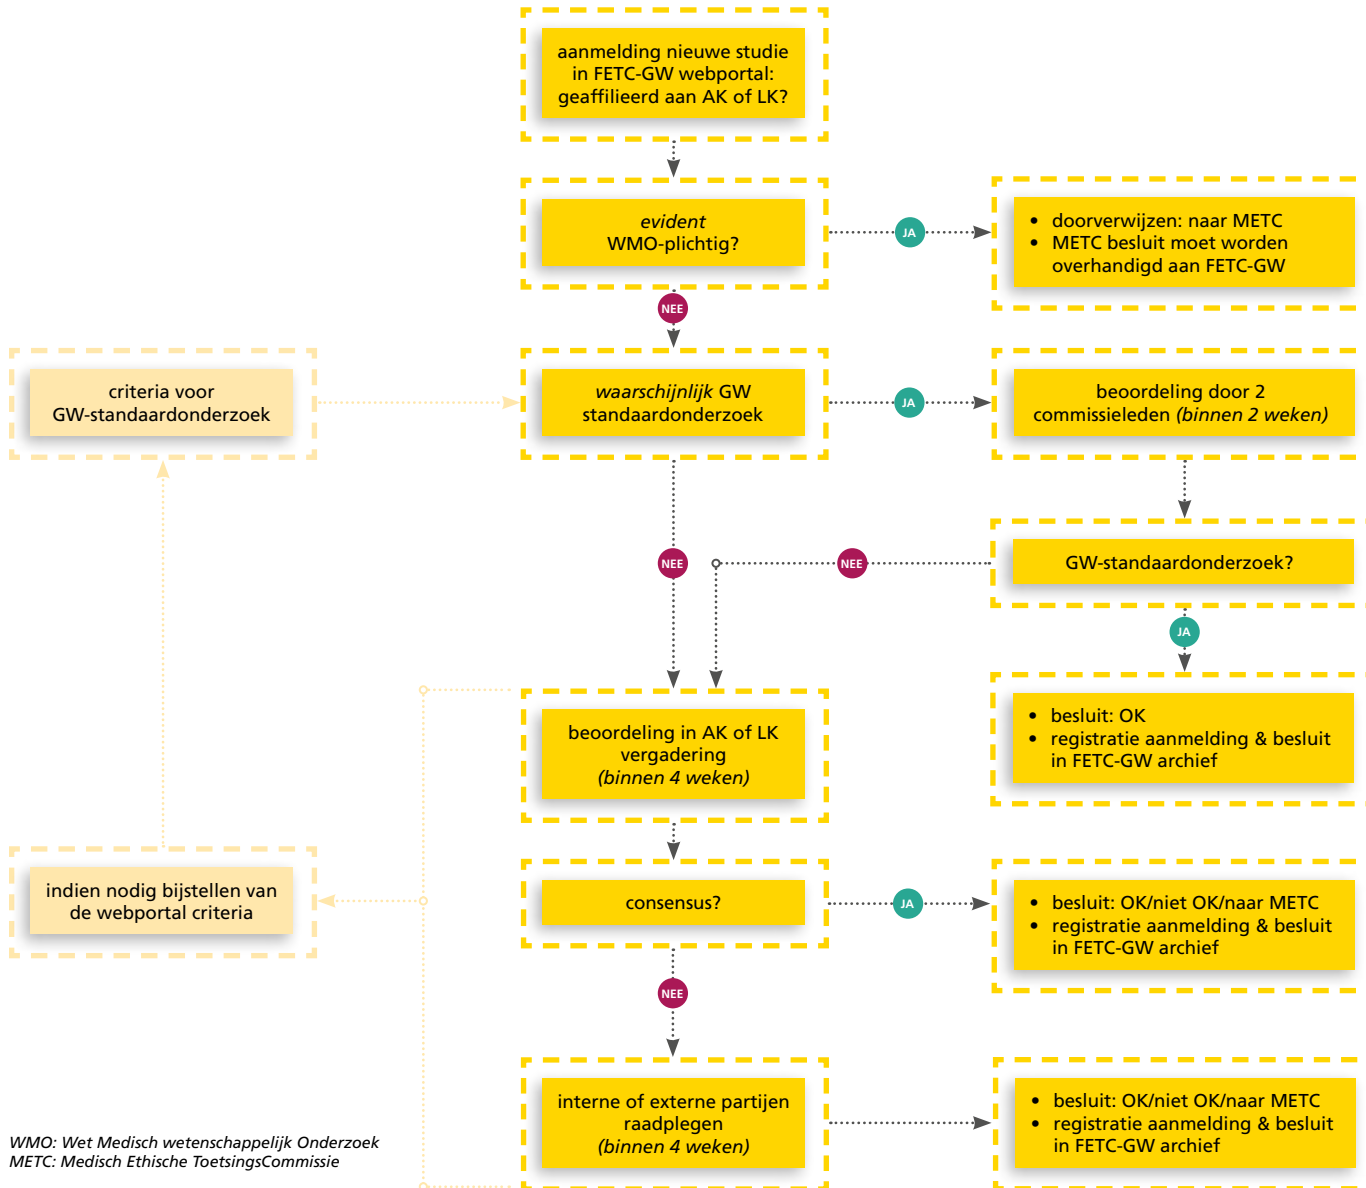 aanmelding nieuwe studie
in FETC-GW webportal:
geaffilieerd aan AK of LK?
evident
WMO-plichtig?
JA
• doorverwijzen: naar METC
• METC besluit moet worden
overhandigd aan FETC-GW
NEE
criteria voor
GW-standaardonderzoek
waarschijnlijk GW
standaardonderzoek
JA
beoordeling door 2
commissieleden (binnen 2 weken)
NEE
NEE
GW-standaardonderzoek?
JA
beoordeling in AK of LK
vergadering
(binnen 4 weken)
• besluit: OK
• registratie aanmelding & besluit
in FETC-GW archief
indien nodig bijstellen van
de webportal criteria
consensus?
JA
• besluit: OK/niet OK/naar METC
• registratie aanmelding & besluit
in FETC-GW archief
NEE
interne of externe partijen
raadplegen
(binnen 4 weken)
• besluit: OK/niet OK/naar METC
• registratie aanmelding & besluit
in FETC-GW archief
WMO: Wet Medisch wetenschappelijk Onderzoek
METC: Medisch Ethische ToetsingsCommissie